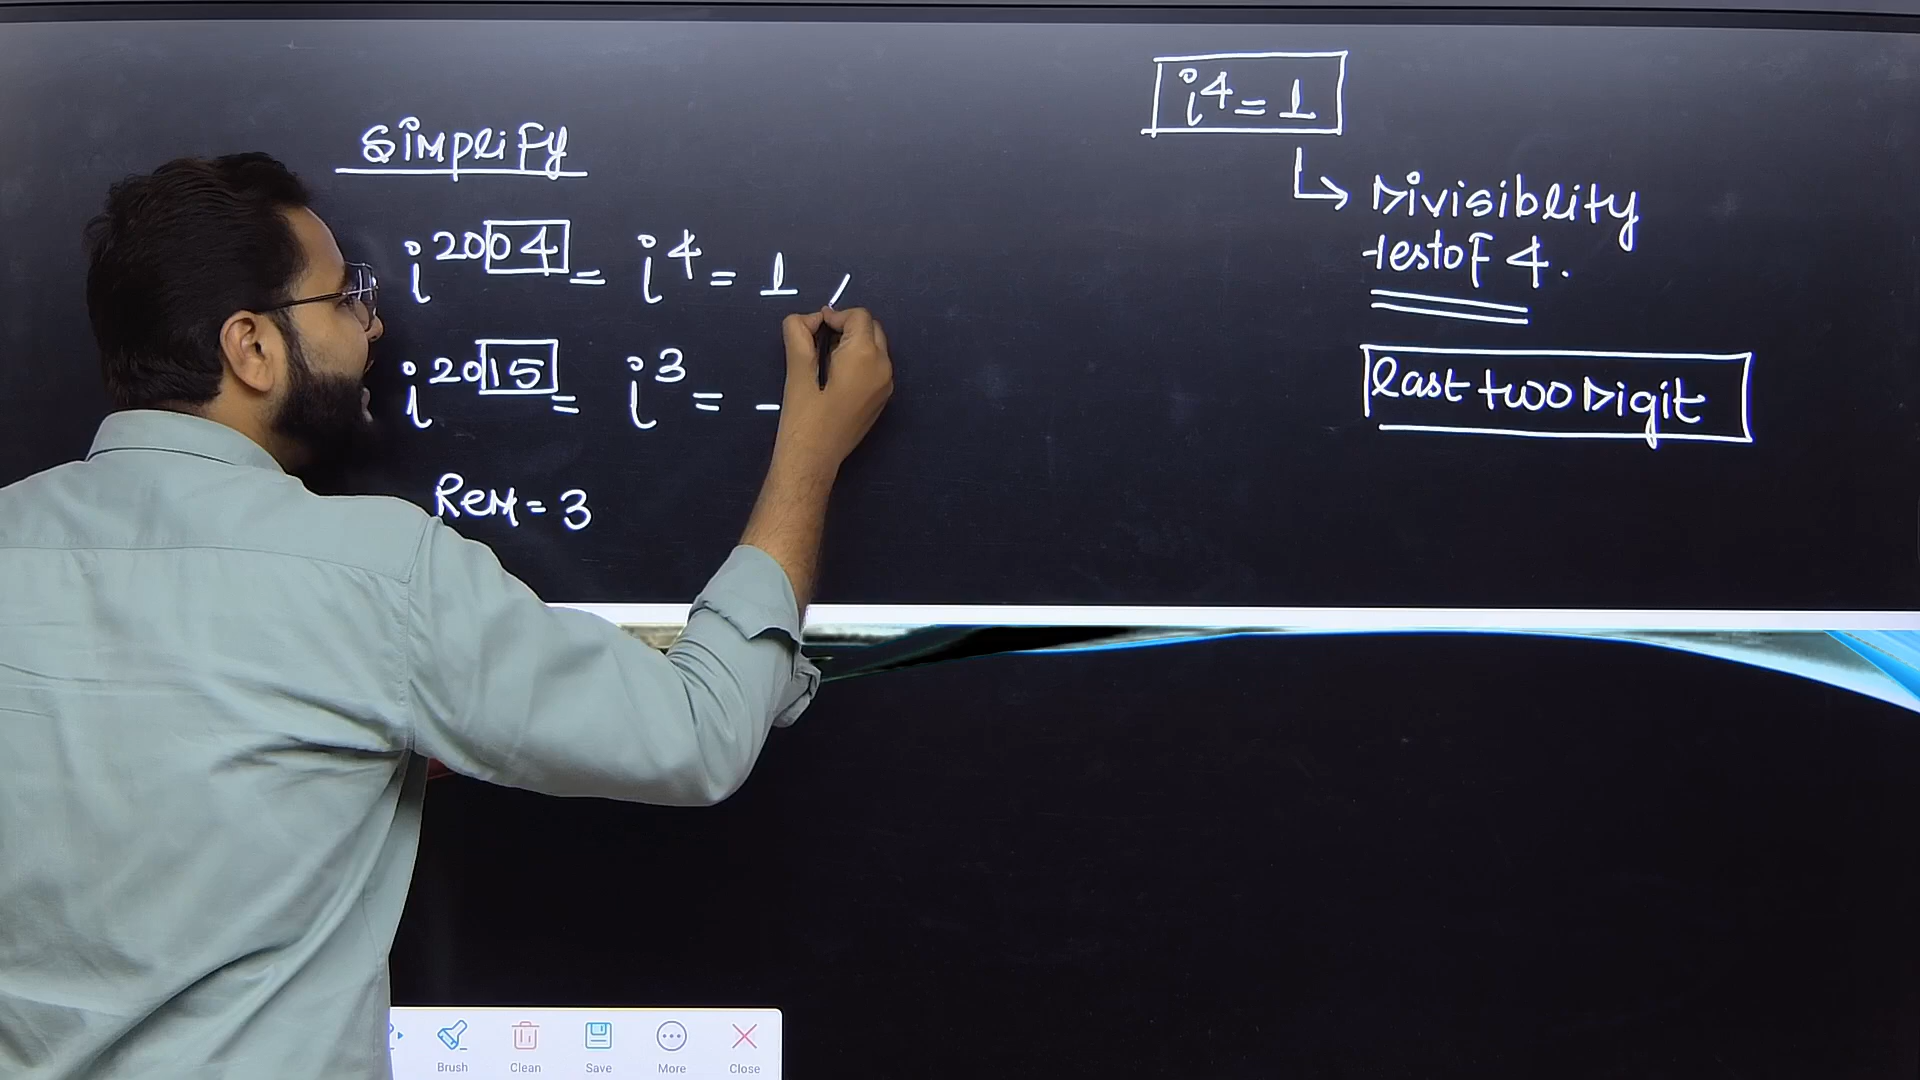 Simplify
i^2004 = i^4 = 1
i^2015 = i^3 = -
Rem = 3
i^4 = 1
Divisiblity
test of 4.
last two Digit
Brush Clean Save More Close